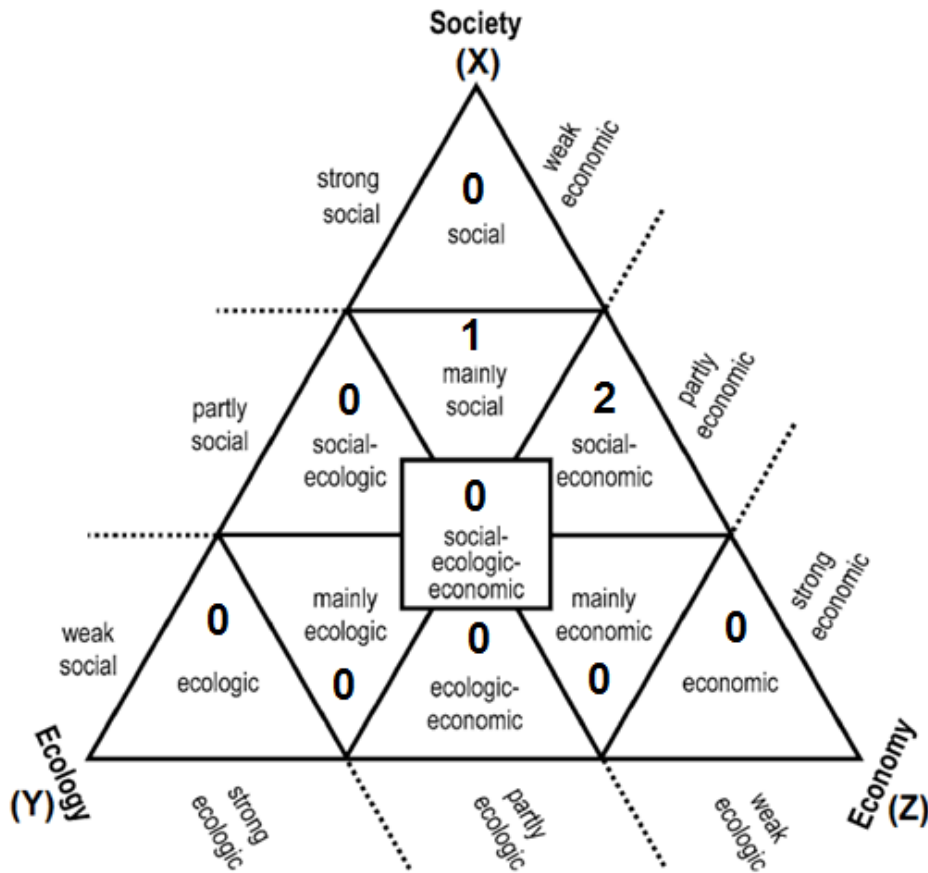 Society
(X)
strong
social
weak
economic
0
social
1
mainly
social
partly
social
0
social-
ecologic
2
social-
economic
partly
economic
0
social-
ecologic-
economic
weak
social
0
ecologic
mainly
ecologic
0
0
ecologic-
economic
mainly
economic
0
0
economic
strong
economic
Ecology
(Y)
strong
ecologic
partly
ecologic
weak
ecologic
Economy
(Z)